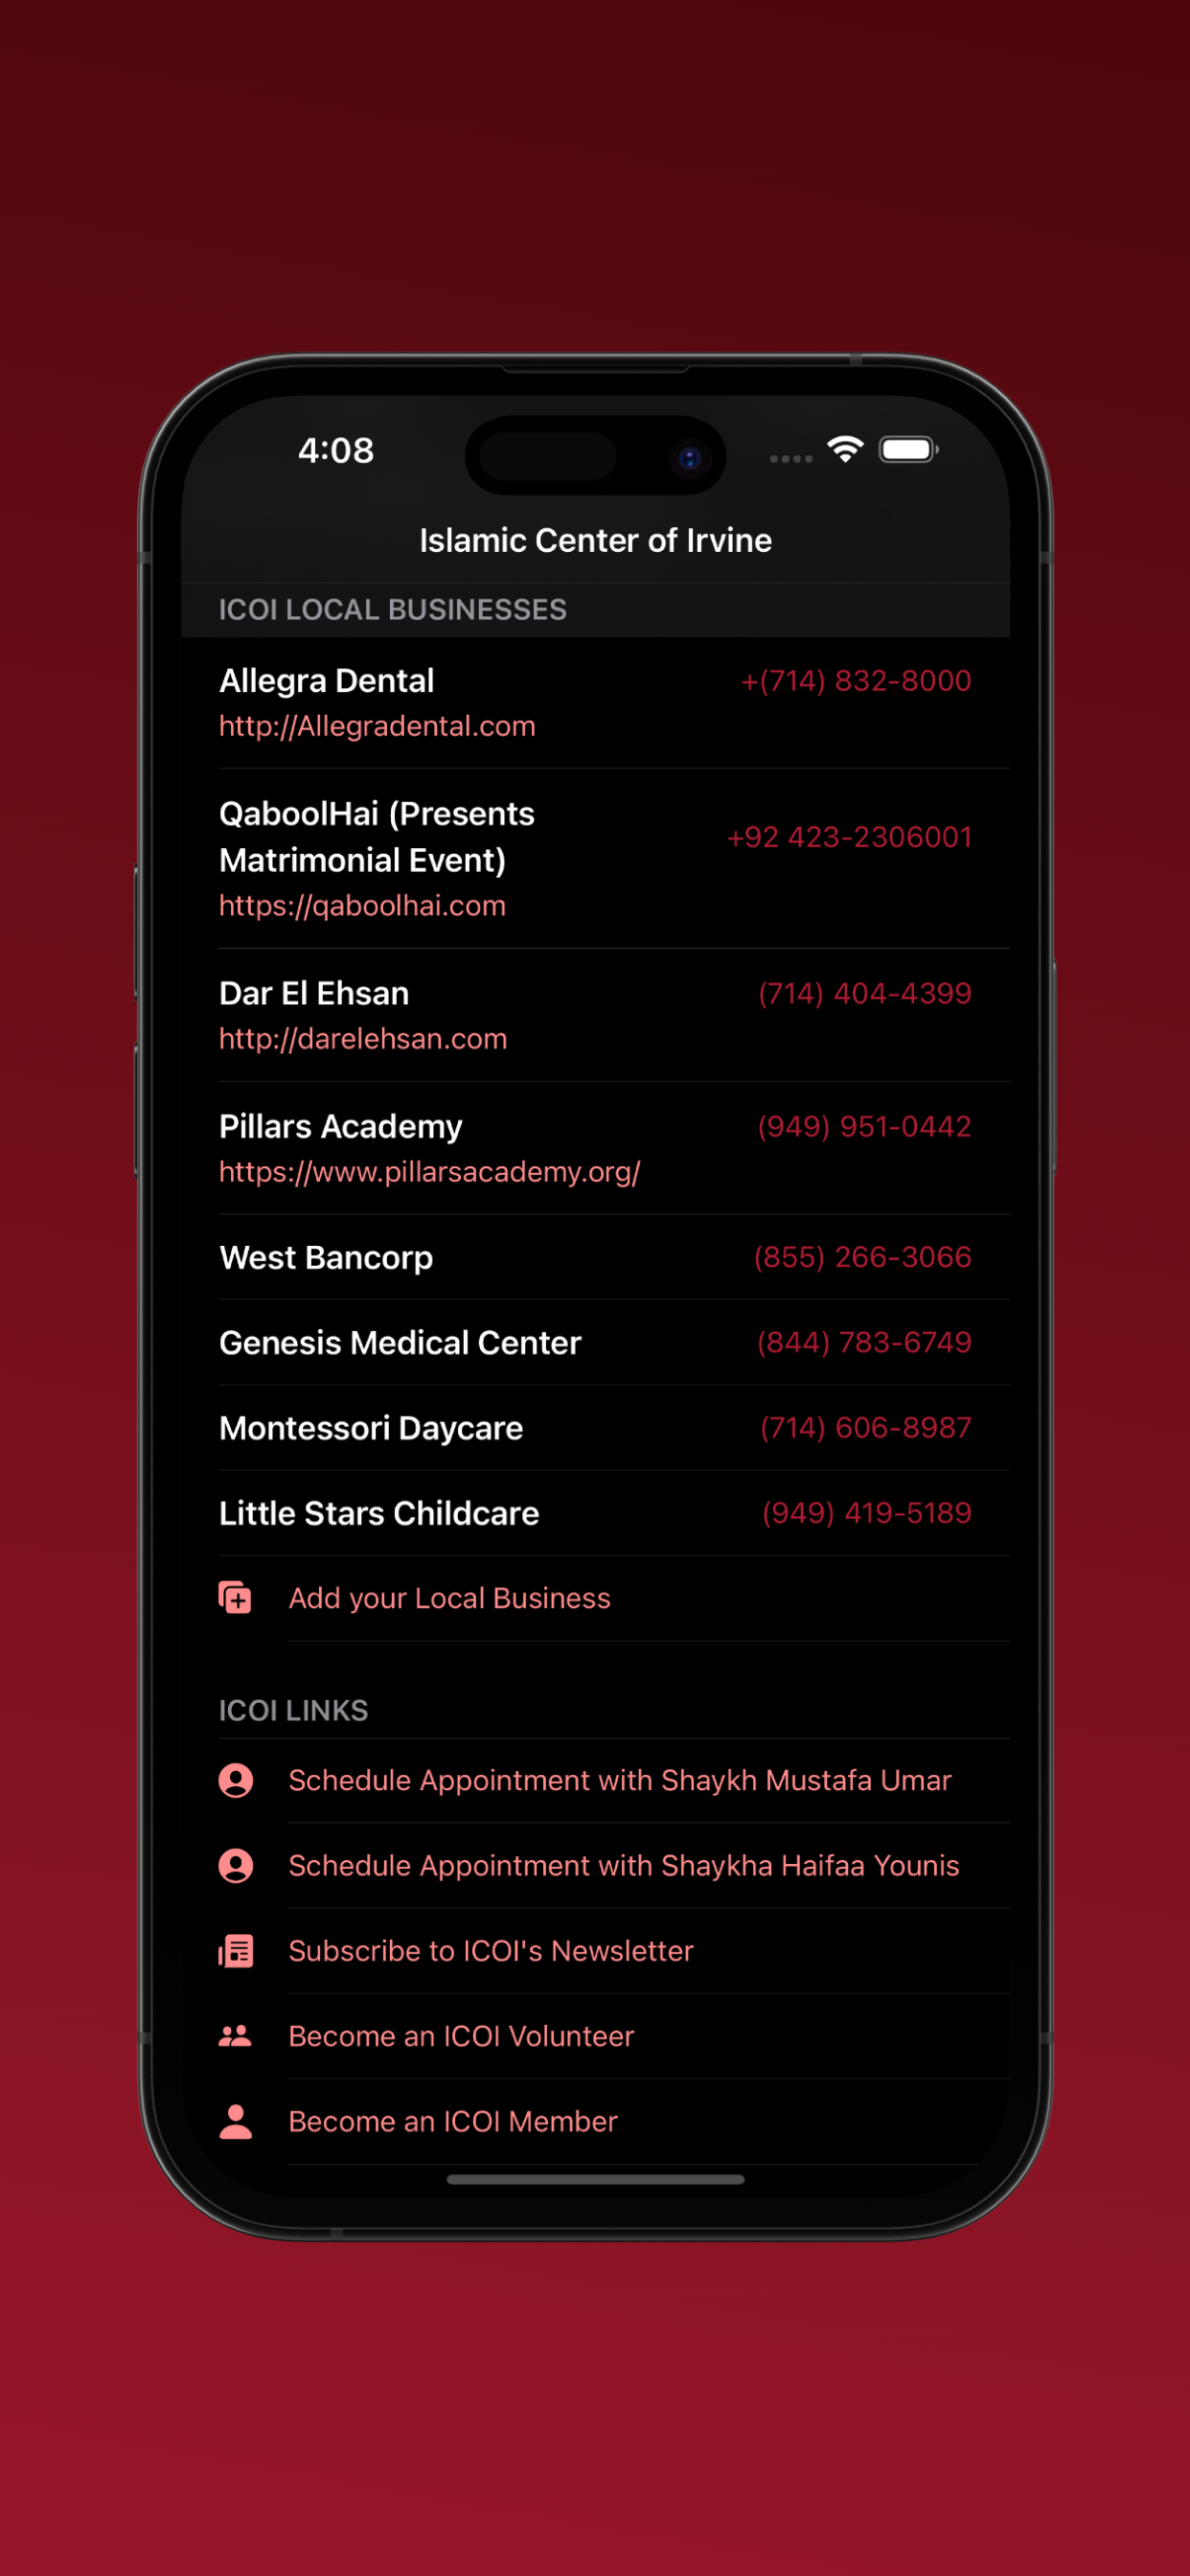 4:08
Islamic Center of Irvine
ICOI LOCAL BUSINESSES
Allegra Dental
+(714) 832-8000
http://Allegradental.com
QaboolHai (Presents
Matrimonial Event)
+92 423-2306001
https://qaboolhai.com
Dar El Ehsan
(714) 404-4399
http://darelehsan.com
Pillars Academy
(949) 951-0442
https://www.pillarsacademy.org/
West Bancorp
(855) 266-3066
Genesis Medical Center
(844) 783-6749
Montessori Daycare
(714) 606-8987
Little Stars Childcare
(949) 419-5189
Add your Local Business
ICOI LINKS
Schedule Appointment with Shaykh Mustafa Umar
Schedule Appointment with Shaykha Haifaa Younis
Subscribe to ICOI's Newsletter
Become an ICOI Volunteer
Become an ICOI Member